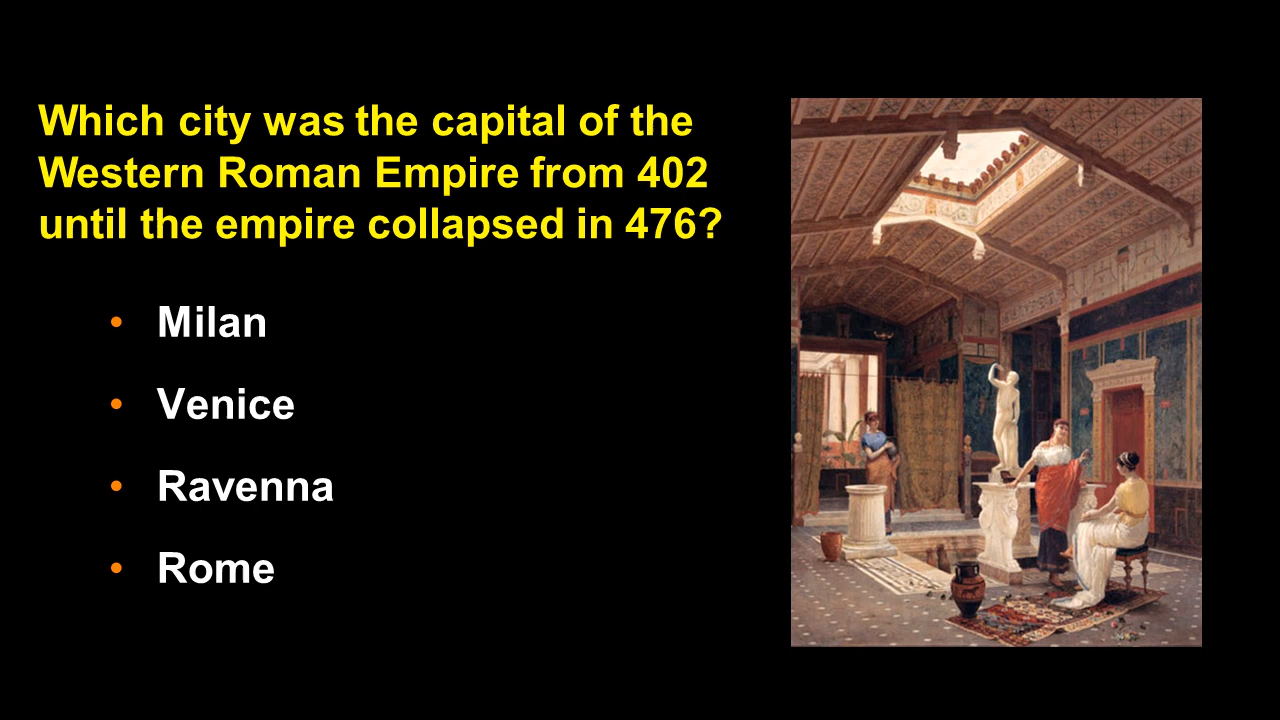 Which city was the capital of the
Western Roman Empire from 402
until the empire collapsed in 476?
• Milan
• Venice
• Ravenna
• Rome